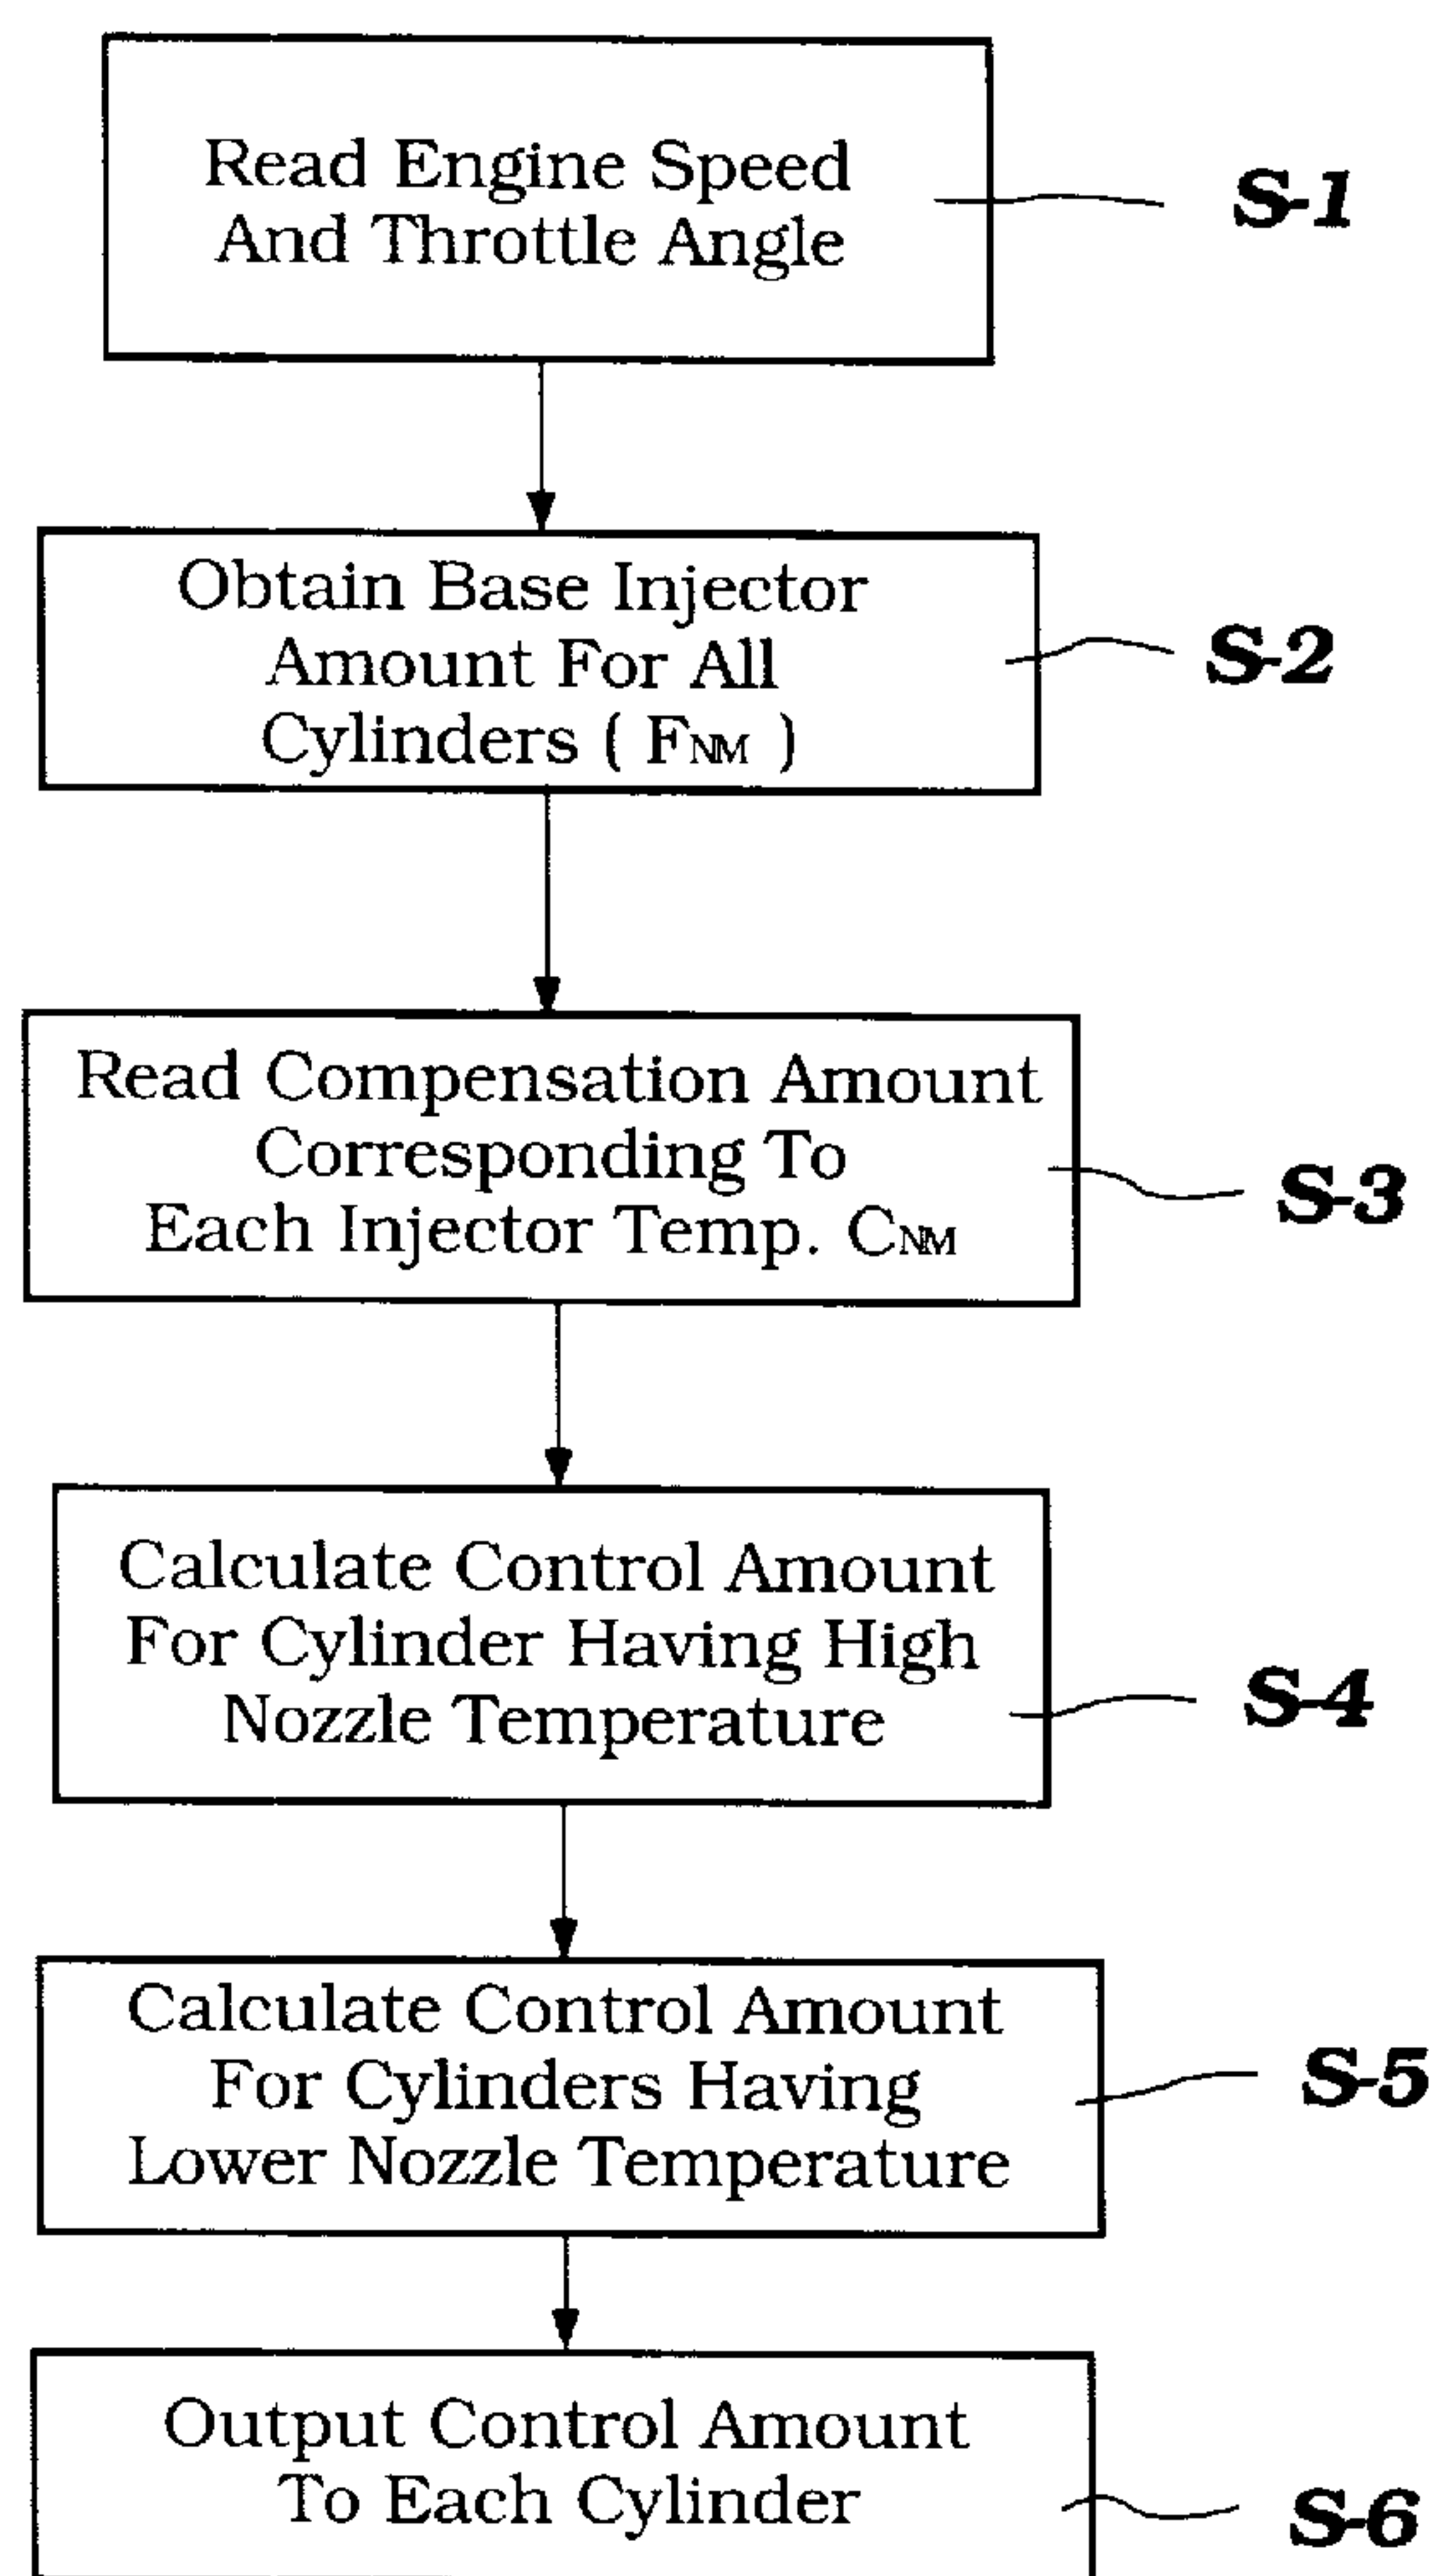 Read Engine Speed
And Throttle Angle
S-1
Obtain Base Injector
Amount For All
Cylinders ( FNM )
S-2
Read Compensation Amount
Corresponding To
Each Injector Temp. CNM
S-3
Calculate Control Amount
For Cylinder Having High
Nozzle Temperature
S-4
Calculate Control Amount
For Cylinders Having
Lower Nozzle Temperature
S-5
Output Control Amount
To Each Cylinder
S-6